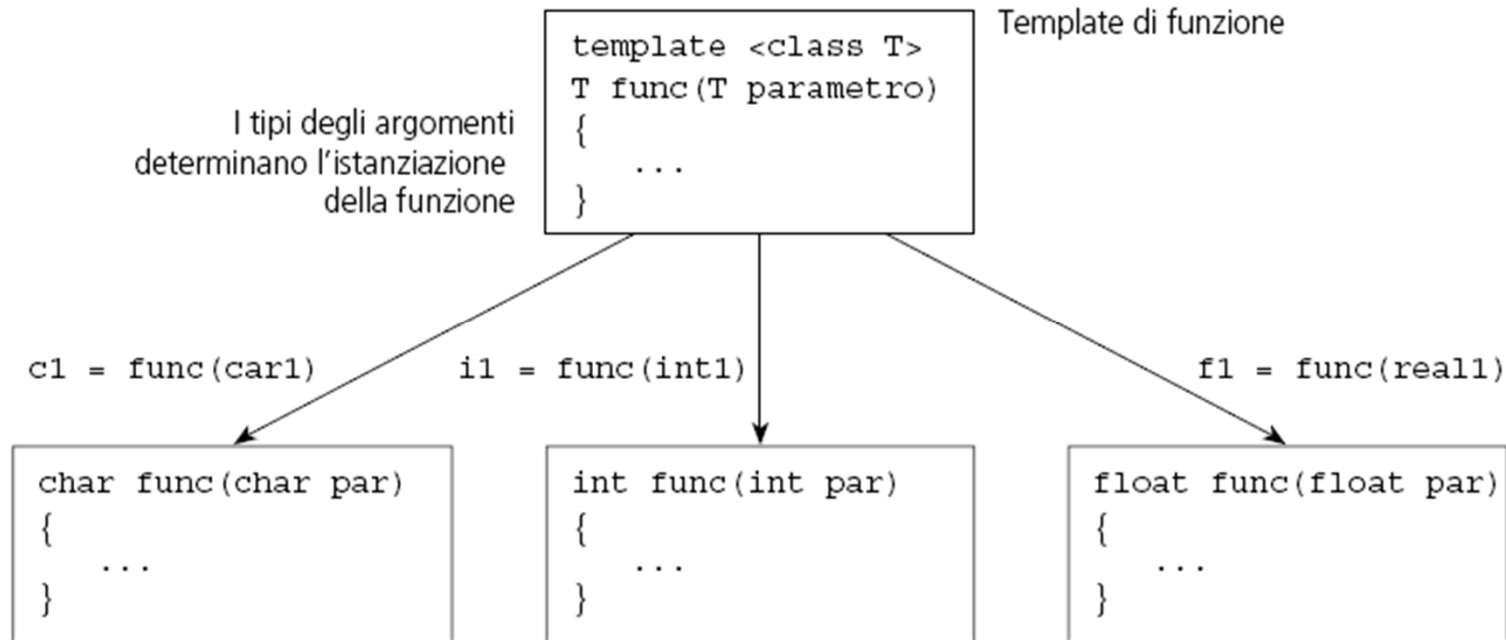 Template di funzione
template <class T>
T func(T parametro)
{
...
}
I tipi degli argomenti
determinano l'istanziazione
della funzione
c1 = func(car1)
i1 = func(int1)
f1 = func(real1)
char func(char par)
{
...
}
int func(int par)
{
...
}
float func(float par)
{
...
}